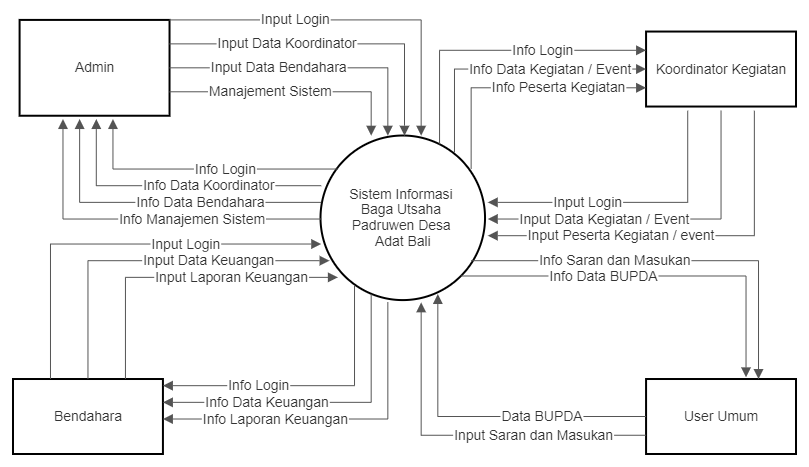 Input Login
Admin
Input Data Koordinator
Input Data Bendahara
Manajement Sistem
Info Login
Info Data Kegiatan / Event
Info Peserta Kegiatan
Koordinator Kegiatan
Info Login
Info Data Koordinator
Info Data Bendahara
Info Manajemen Sistem
Sistem Informasi
Baga Utsaha
Padruwen Desa
Adat Bali
Input Login
Input Data Kegiatan / Event
Input Peserta Kegiatan / event
Input Login
Input Data Keuangan
Input Laporan Keuangan
Info Saran dan Masukan
Info Data BUPDA
Bendahara
Info Login
Info Data Keuangan
Info Laporan Keuangan
Data BUPDA
Input Saran dan Masukan
User Umum